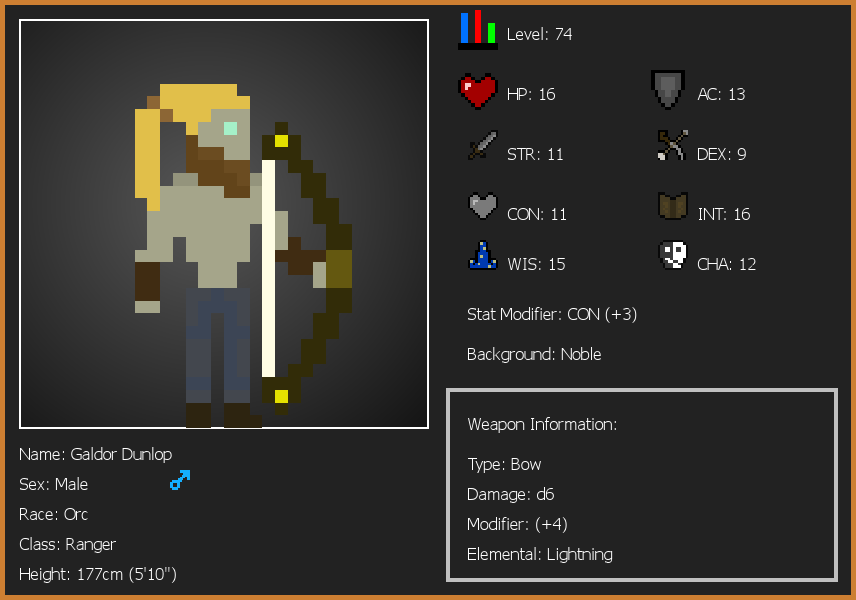 Level: 74
HP: 16
AC: 13
STR: 11
DEX: 9
CON: 11
INT: 16
WIS: 15
CHA: 12
Stat Modifier: CON (+3)
Background: Noble
Weapon Information:
Type: Bow
Damage: d6
Modifier: (+4)
Elemental: Lightning
Name: Galdor Dunlop
Sex: Male
Race: Orc
Class: Ranger
Height: 177cm (5'10")